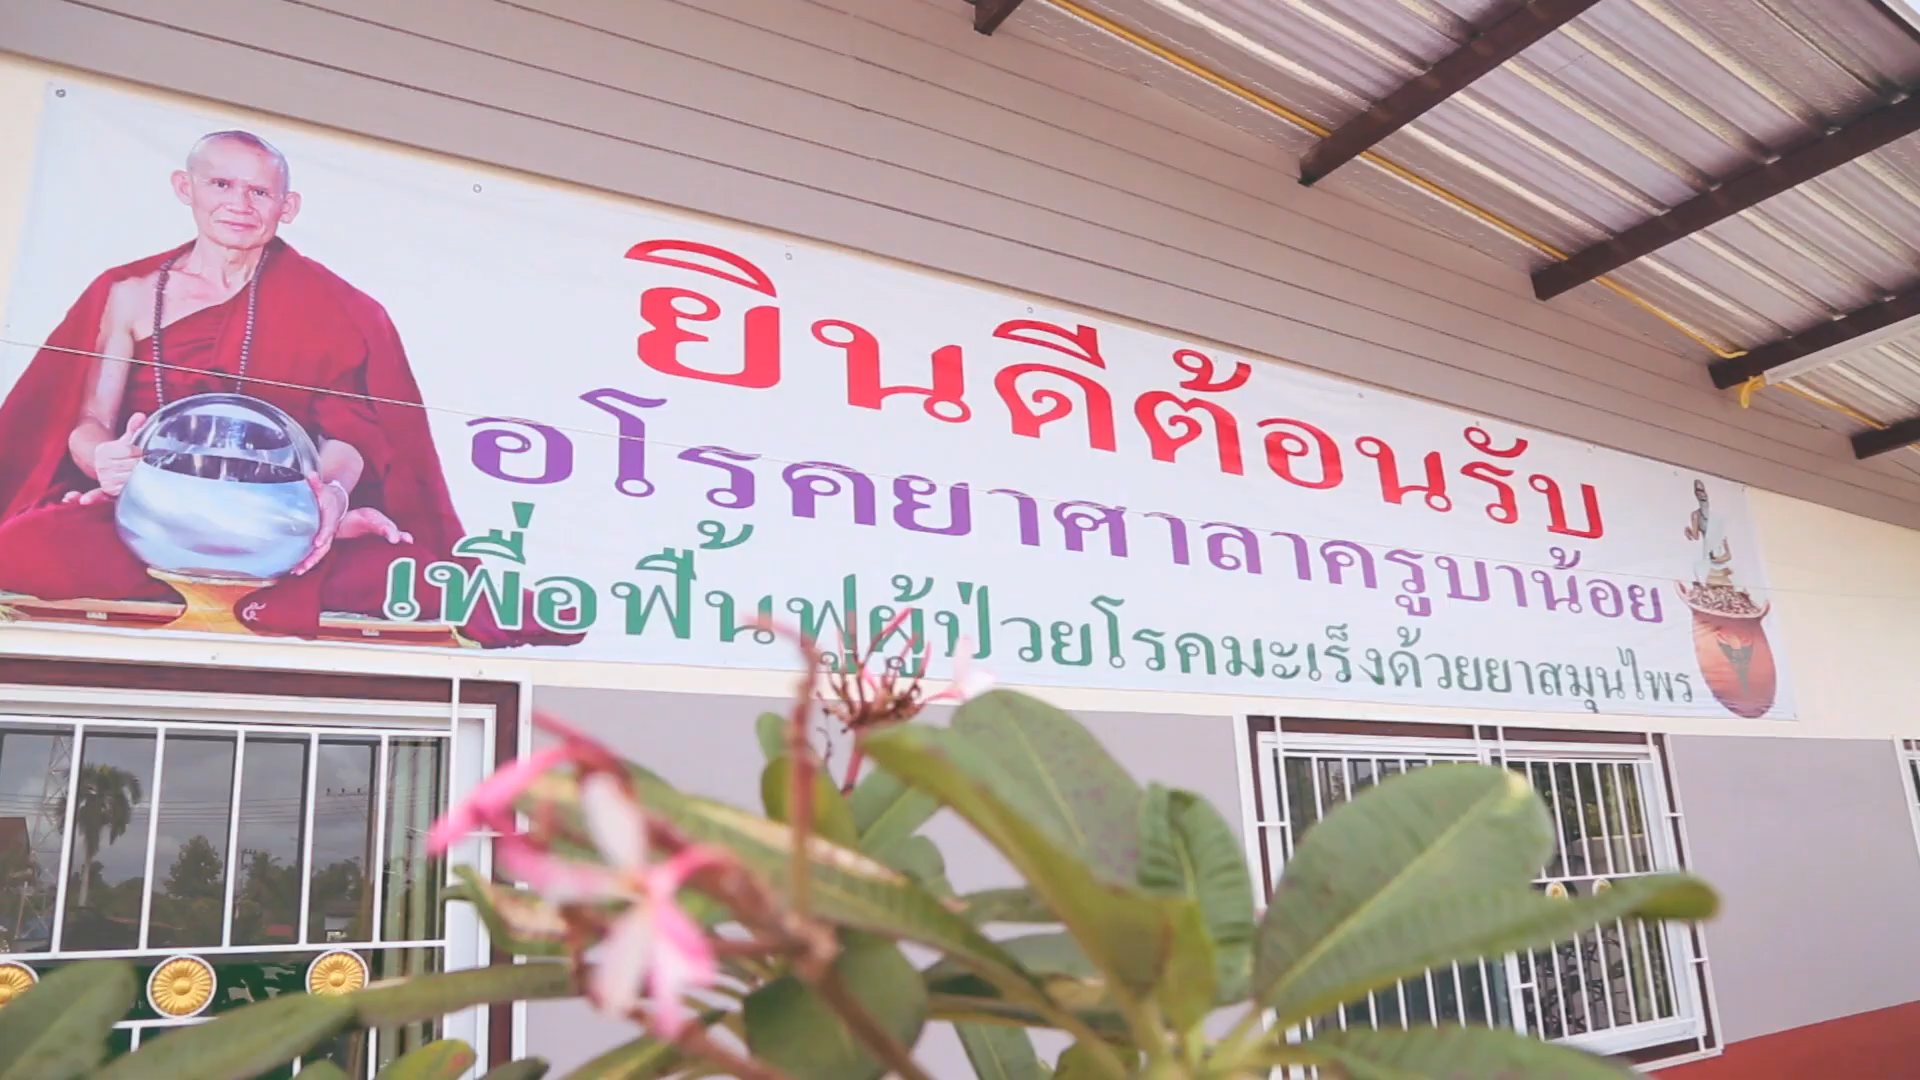 ยินดีต้อนรับ
อโรคยาศาลาครูบาน้อย
เพื่อฟื้นฟูผู้ป่วยโรคมะเร็งด้วยยาสมุนไพร